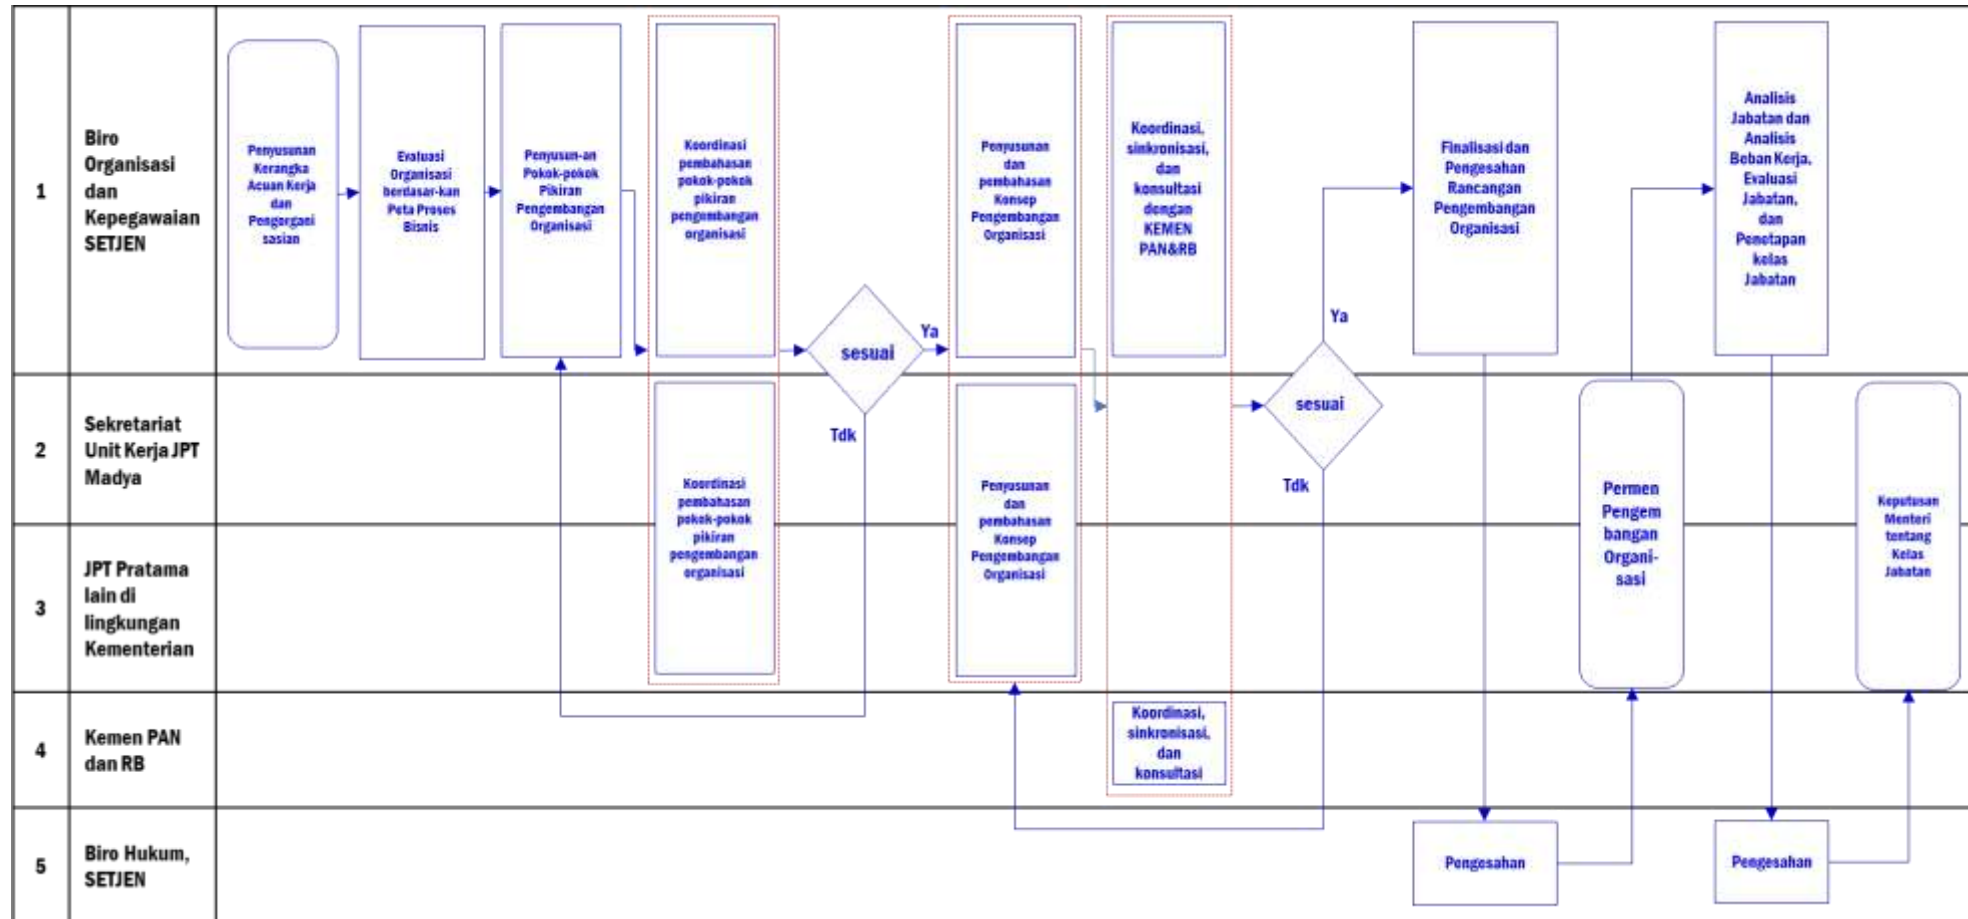 1
Biro
Organisasi
dan
Kepegawaian
SETJEN
Penyusunan
Kerangka
Acuan Kerja
dan
Pengorgani
sasian
Evaluasi
Organisasi
berdasar-kan
Peta Proses
Bisnis
Penyusun-an
Pokok-pokok
Pikiran
Pengembangan
Organisasi
Koordinasi
pembahasan
pokok-pokok
pikiran
pengembangan
organisasi
sesuai
Ya
Tdk
Penyusunan
dan
pembahasan
Konsep
Pengembangan
Organisasi
Koordinasi,
sinkronisasi,
dan
konsultasi
dengan
KEMEN
PAN&RB
sesuai
Ya
Tdk
Finalisasi dan
Pengesahan
Rancangan
Pengembangan
Organisasi
Analisis
Jabatan dan
Analisis
Beban Kerja,
Evaluasi
Jabatan,
dan
Penetapan
kelas
Jabatan
2
Sekretariat
Unit Kerja JPT
Madya
Koordinasi
pembahasan
pokok-pokok
pikiran
pengembangan
organisasi
Penyusunan
dan
pembahasan
Konsep
Pengembangan
Organisasi
Permen
Pengem
bangan
Organi-
sasi
Keputusan
Menteri
tentang
Kelas
Jabatan
3
JPT Pratama
lain di
lingkungan
Kementerian
4
Kemen PAN
dan RB
Koordinasi,
sinkronisasi,
dan
konsultasi
5
Biro Hukum,
SETJEN
Pengesahan
Pengesahan